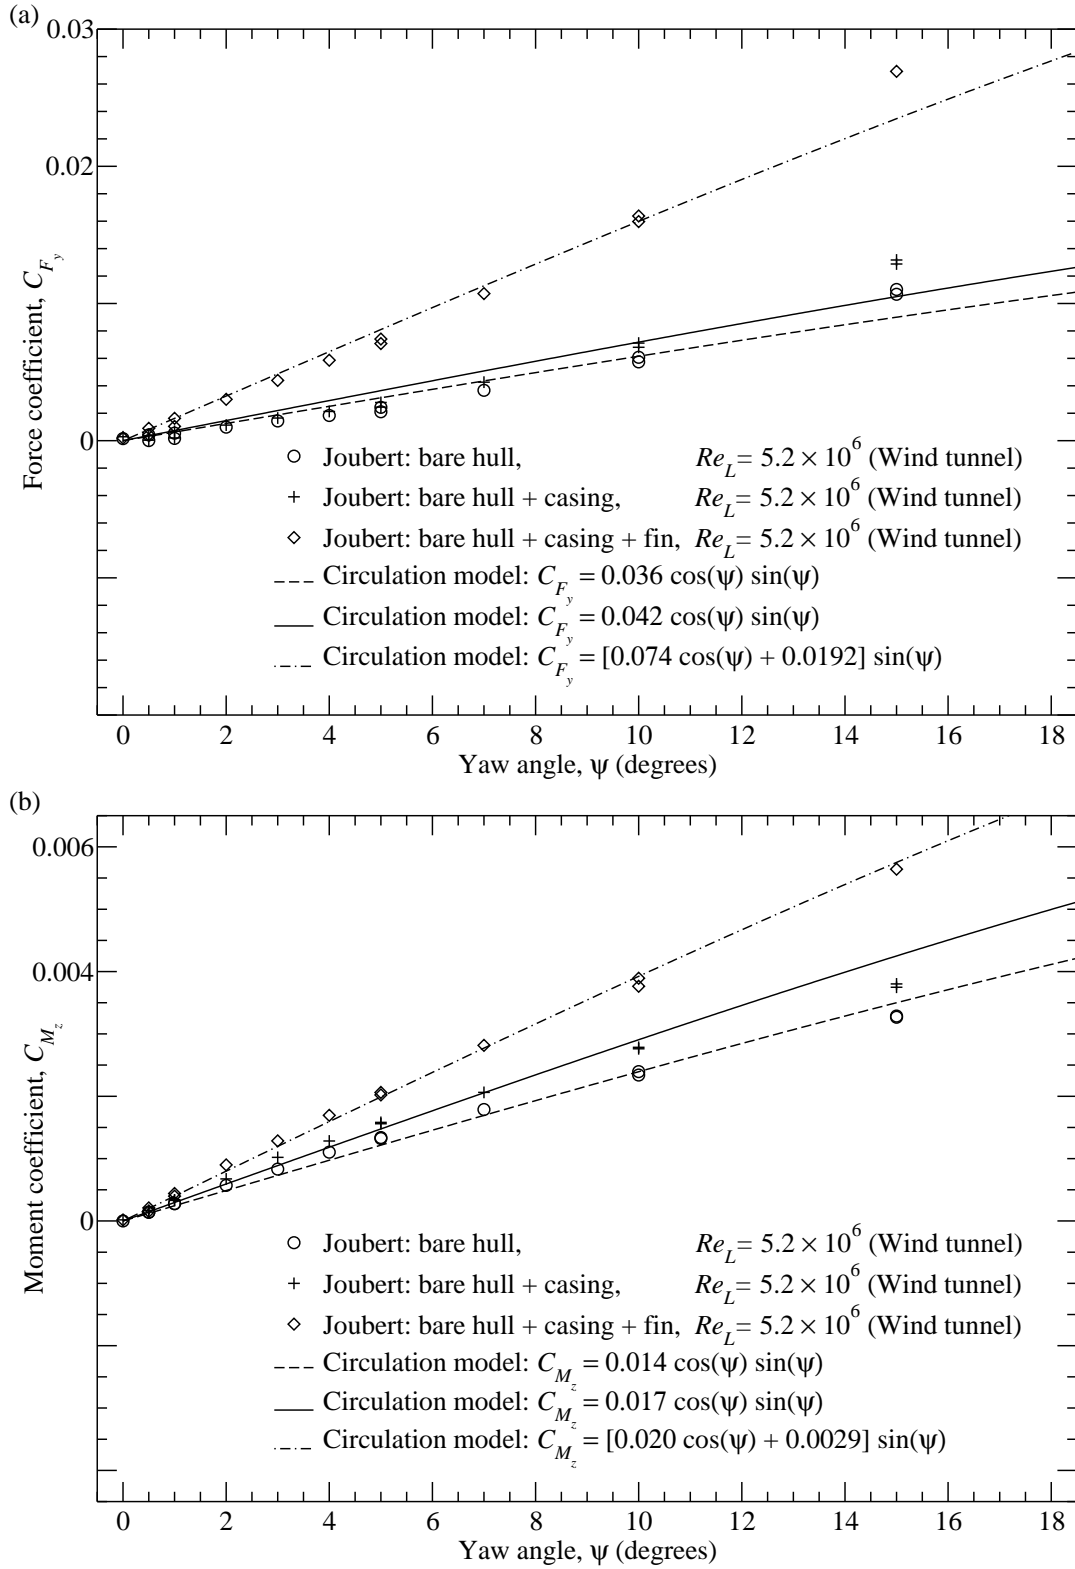 (a)
0.03
0.02
0
Force coefficient, C_{F_y}
Joubert: bare hull, Re_L = 5.2 × 10^6 (Wind tunnel)
Joubert: bare hull + casing, Re_L = 5.2 × 10^6 (Wind tunnel)
Joubert: bare hull + casing + fin, Re_L = 5.2 × 10^6 (Wind tunnel)
Circulation model: C_{F_y} = 0.036 cos(ψ) sin(ψ)
Circulation model: C_{F_y} = 0.042 cos(ψ) sin(ψ)
Circulation model: C_{F_y} = [0.074 cos(ψ) + 0.0192] sin(ψ)
0 2 4 6 8 10 12 14 16 18
Yaw angle, ψ (degrees)
(b)
0.006
0.004
0
Moment coefficient, C_{M_z}
Joubert: bare hull, Re_L = 5.2 × 10^6 (Wind tunnel)
Joubert: bare hull + casing, Re_L = 5.2 × 10^6 (Wind tunnel)
Joubert: bare hull + casing + fin, Re_L = 5.2 × 10^6 (Wind tunnel)
Circulation model: C_{M_z} = 0.014 cos(ψ) sin(ψ)
Circulation model: C_{M_z} = 0.017 cos(ψ) sin(ψ)
Circulation model: C_{M_z} = [0.020 cos(ψ) + 0.0029] sin(ψ)
0 2 4 6 8 10 12 14 16 18
Yaw angle, ψ (degrees)